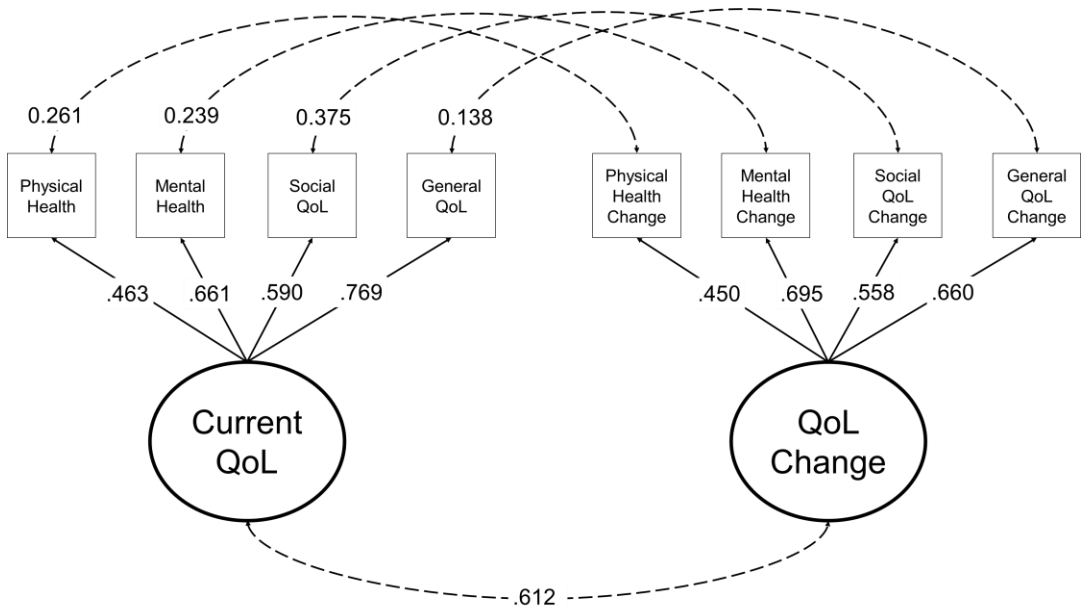 0.261
0.239
0.375
0.138
Physical
Health
Mental
Health
Social
QoL
General
QoL
Physical
Health
Change
Mental
Health
Change
Social
QoL
Change
General
QoL
Change
.463
.661
.590
.769
.450
.695
.558
.660
Current
QoL
QoL
Change
.612